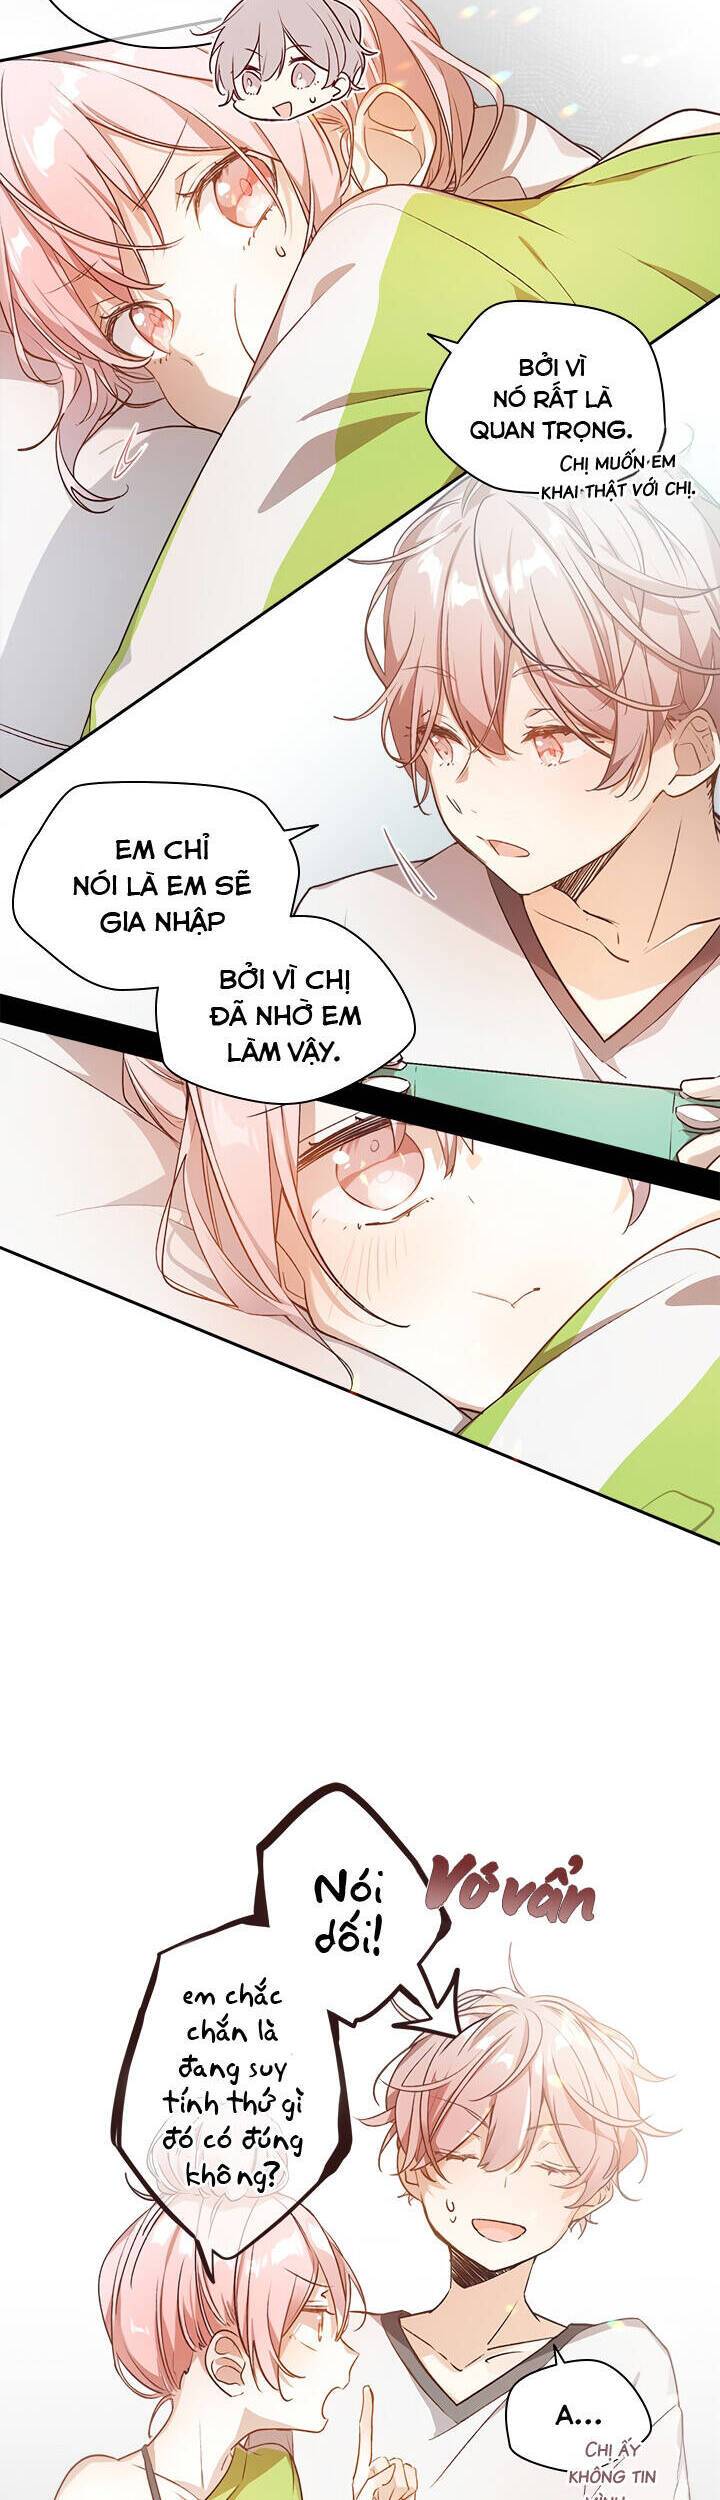 BỞI VÌ
NÓ RẤT LÀ
QUAN TRỌNG.
CHỊ MUỐN EM
KHAI THẬT VỚI CHỊ.
EM CHỈ
NÓI LÀ EM SẼ
GIA NHẬP
BỞI VÌ CHỊ
ĐÃ NHỜ EM
LÀM VẬY.
Nói
dối!
Vớ vẩn
em chắc
chắn là
đang suy
tính thứ gì
đó có đúng
không?
A...
CHỊ ẤY
KHÔNG TIN